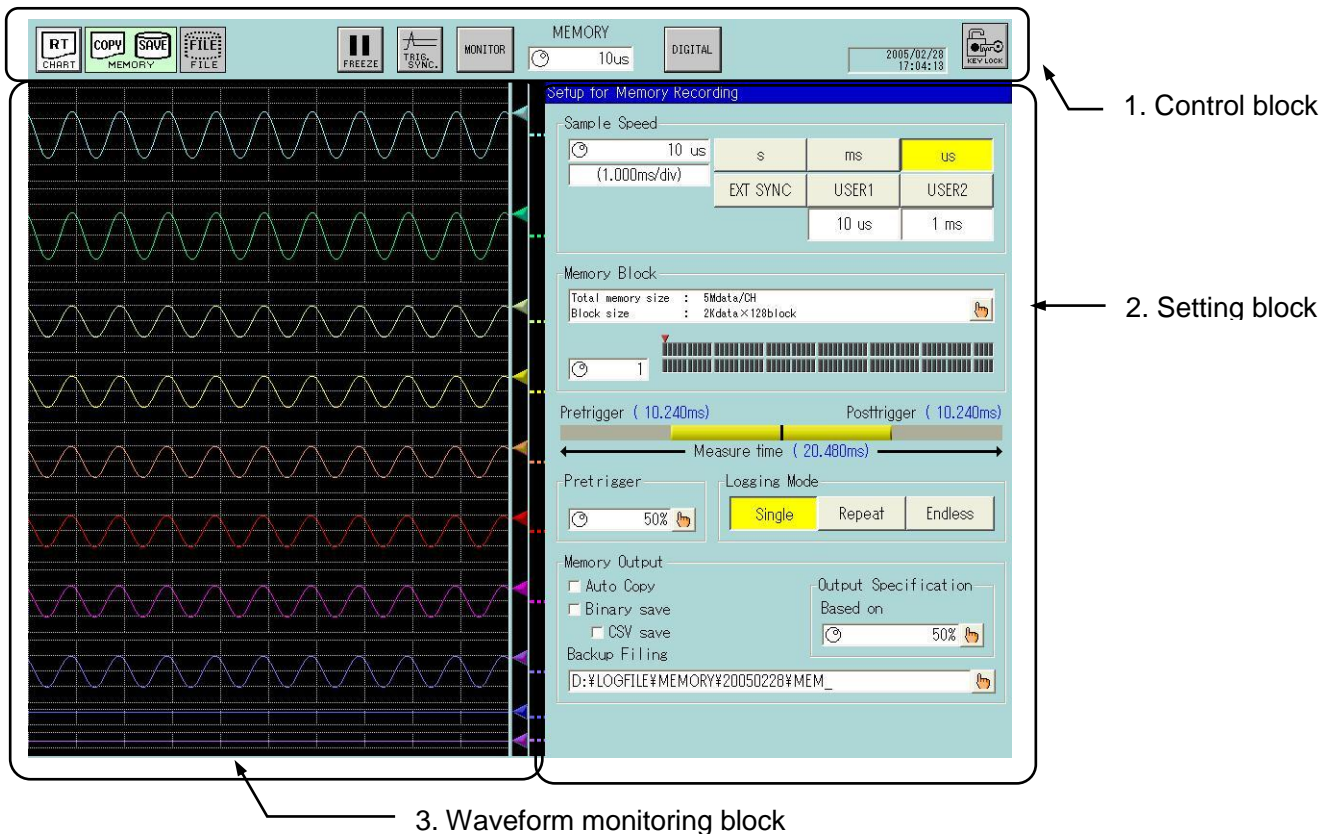 RT
CHART
COPY SAVE
MEMORY
FILE
FILE
FREEZE
TRIG.
SYNC.
MONITOR
MEMORY
10us
DIGITAL
2005/02/28
17:04:13
KEY LOCK
1. Control block
Setup for Memory Recording
Sample Speed
10 us
(1.000ms/div)
s ms us
EXT SYNC USER1 USER2
10 us 1 ms
Memory Block
Total memory size : 5Mdata/CH
Block size : 2Kdata×128block
1
2. Setting block
Pretrigger ( 10.240ms) Posttrigger ( 10.240ms)
Measure time ( 20.480ms)
Pretrigger
50%
Logging Mode
Single Repeat Endless
Memory Output
Auto Copy
Binary save
CSV save
Output Specification
Based on
50%
Backup Filing
D:¥LOGFILE¥MEMORY¥20050228¥MEM_
3. Waveform monitoring block